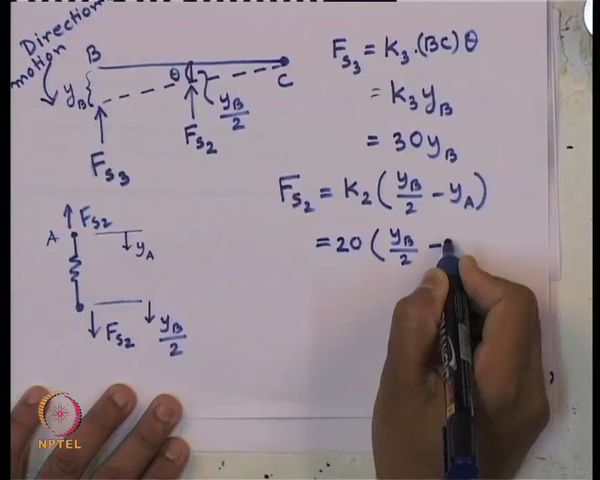 Direction
motion
B
θ
C
y_B
y_B/2
F_S3
F_S2
F_S3 = K_3 . (BC) θ
= K_3 y_B
= 30 y_B
F_S2 = K_2 ( y_B/2 - y_A )
= 20 ( y_B/2 -
F_S2
A
y_A
F_S2
y_B/2
NPTEL